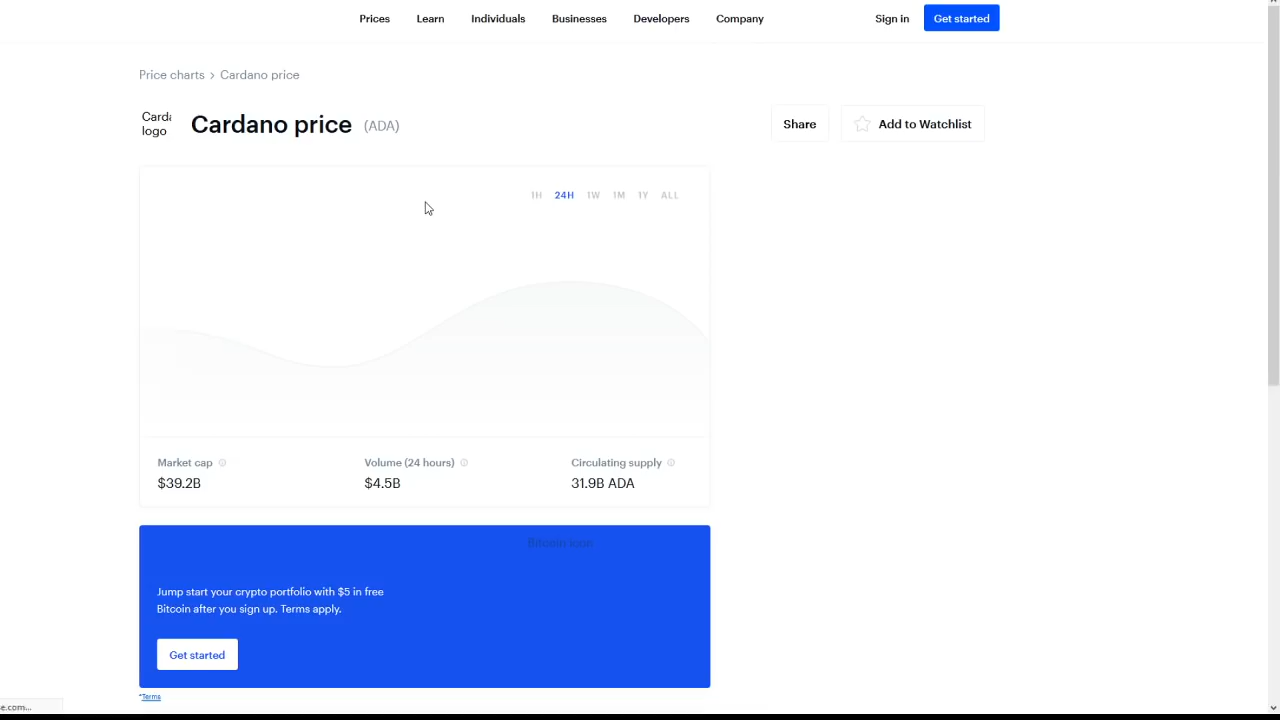 Prices Learn Individuals Businesses Developers Company Sign in Get started
Price charts › Cardano price
Carda
logo
Cardano price (ADA)
Share
Add to Watchlist
1H 24H 1W 1M 1Y ALL
Market cap Volume (24 hours) Circulating supply
$39.2B $4.5B 31.9B ADA
Bitcoin icon
Jump start your crypto portfolio with $5 in free
Bitcoin after you sign up. Terms apply.
Get started
*Terms
se.com...